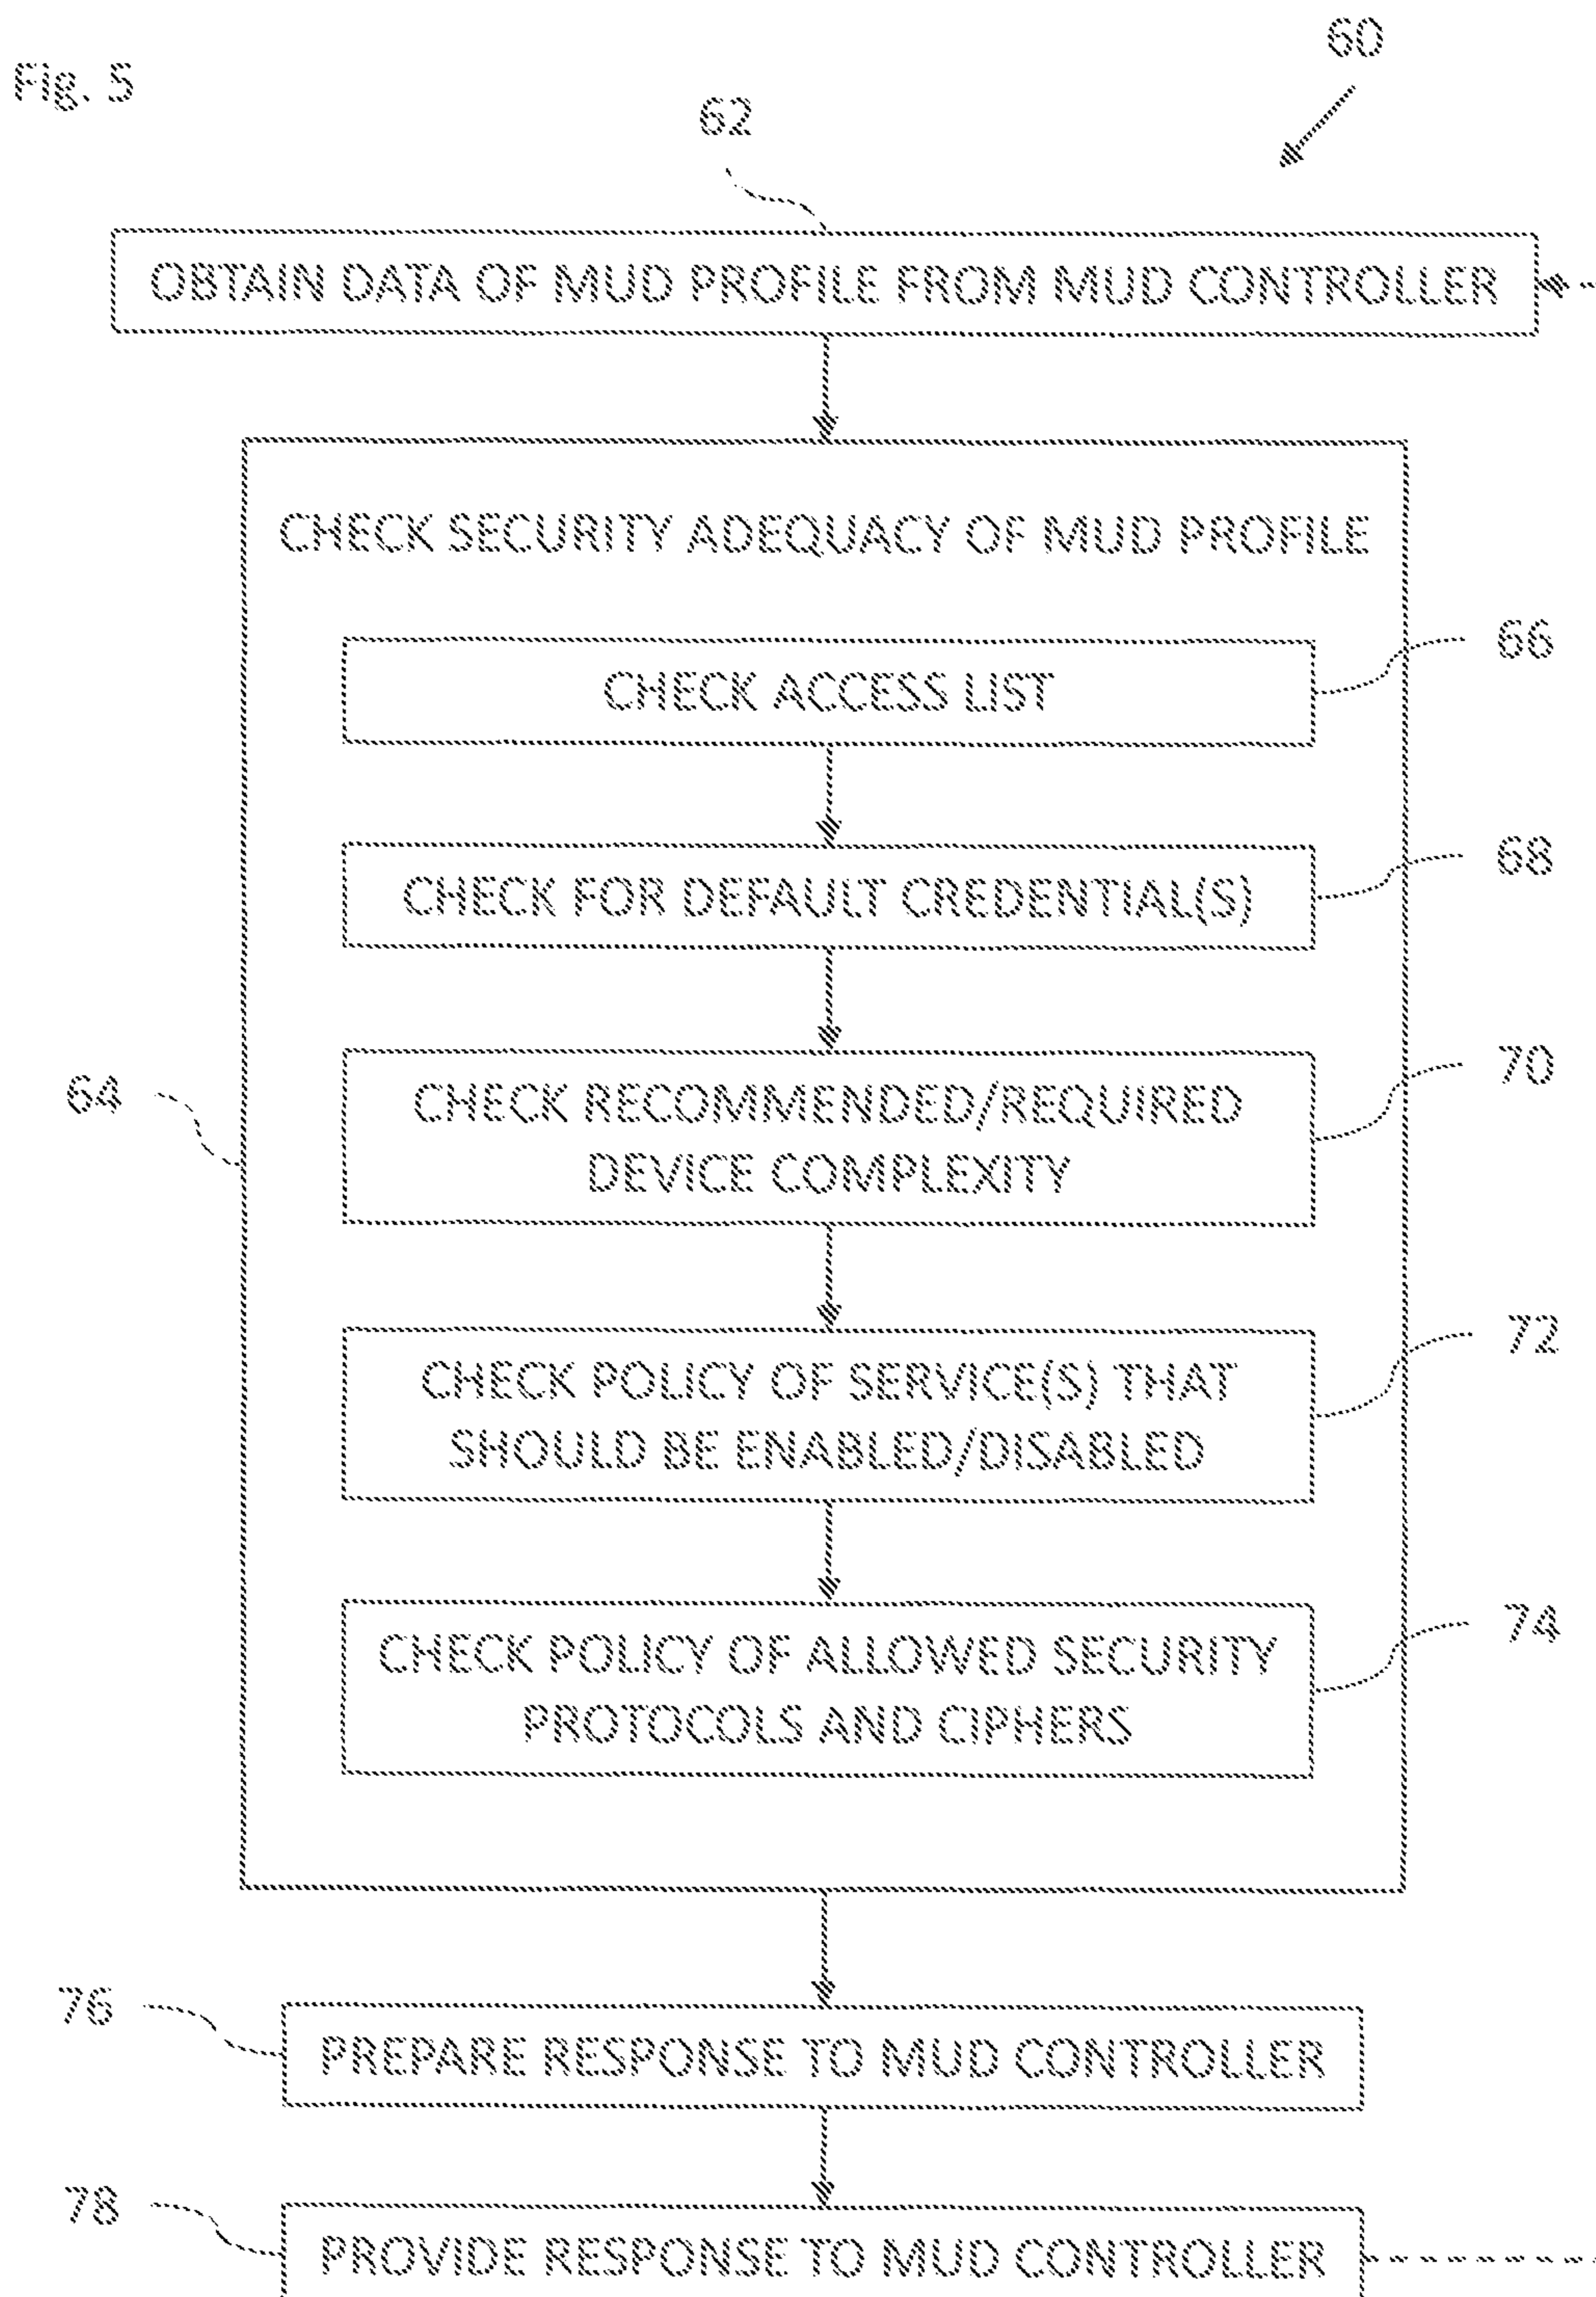 Fig. 5
60
62
OBTAIN DATA OF MUD PROFILE FROM MUD CONTROLLER
CHECK SECURITY ADEQUACY OF MUD PROFILE
66
CHECK ACCESS LIST
68
CHECK FOR DEFAULT CREDENTIAL(S)
70
64
CHECK RECOMMENDED/REQUIRED
DEVICE COMPLEXITY
72
CHECK POLICY OF SERVICE(S) THAT
SHOULD BE ENABLED/DISABLED
74
CHECK POLICY OF ALLOWED SECURITY
PROTOCOLS AND CIPHERS
76
PREPARE RESPONSE TO MUD CONTROLLER
78
PROVIDE RESPONSE TO MUD CONTROLLER